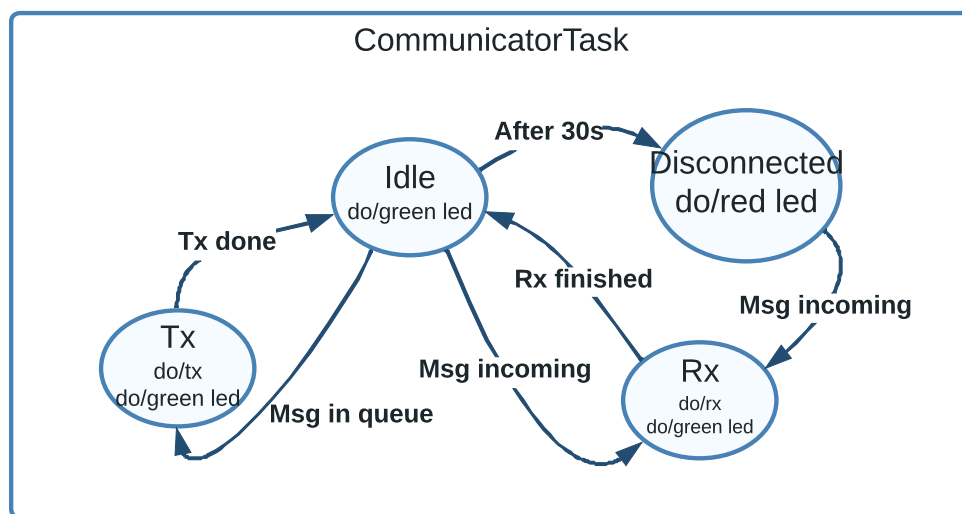 CommunicatorTask
After 30s
Idle
do/green led
Disconnected
do/red led
Tx done
Rx finished
Msg incoming
Tx
do/tx
do/green led
Msg incoming
Rx
do/rx
do/green led
Msg in queue